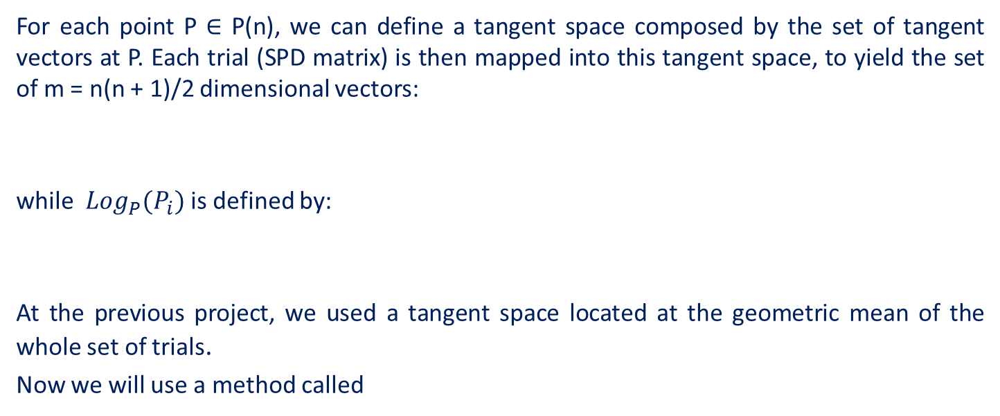 For each point P ∈ P(n), we can define a tangent space composed by the set of tangent
vectors at P. Each trial (SPD matrix) is then mapped into this tangent space, to yield the set
of m = n(n + 1)/2 dimensional vectors:
while Log_P(P_i) is defined by:
At the previous project, we used a tangent space located at the geometric mean of the
whole set of trials.
Now we will use a method called